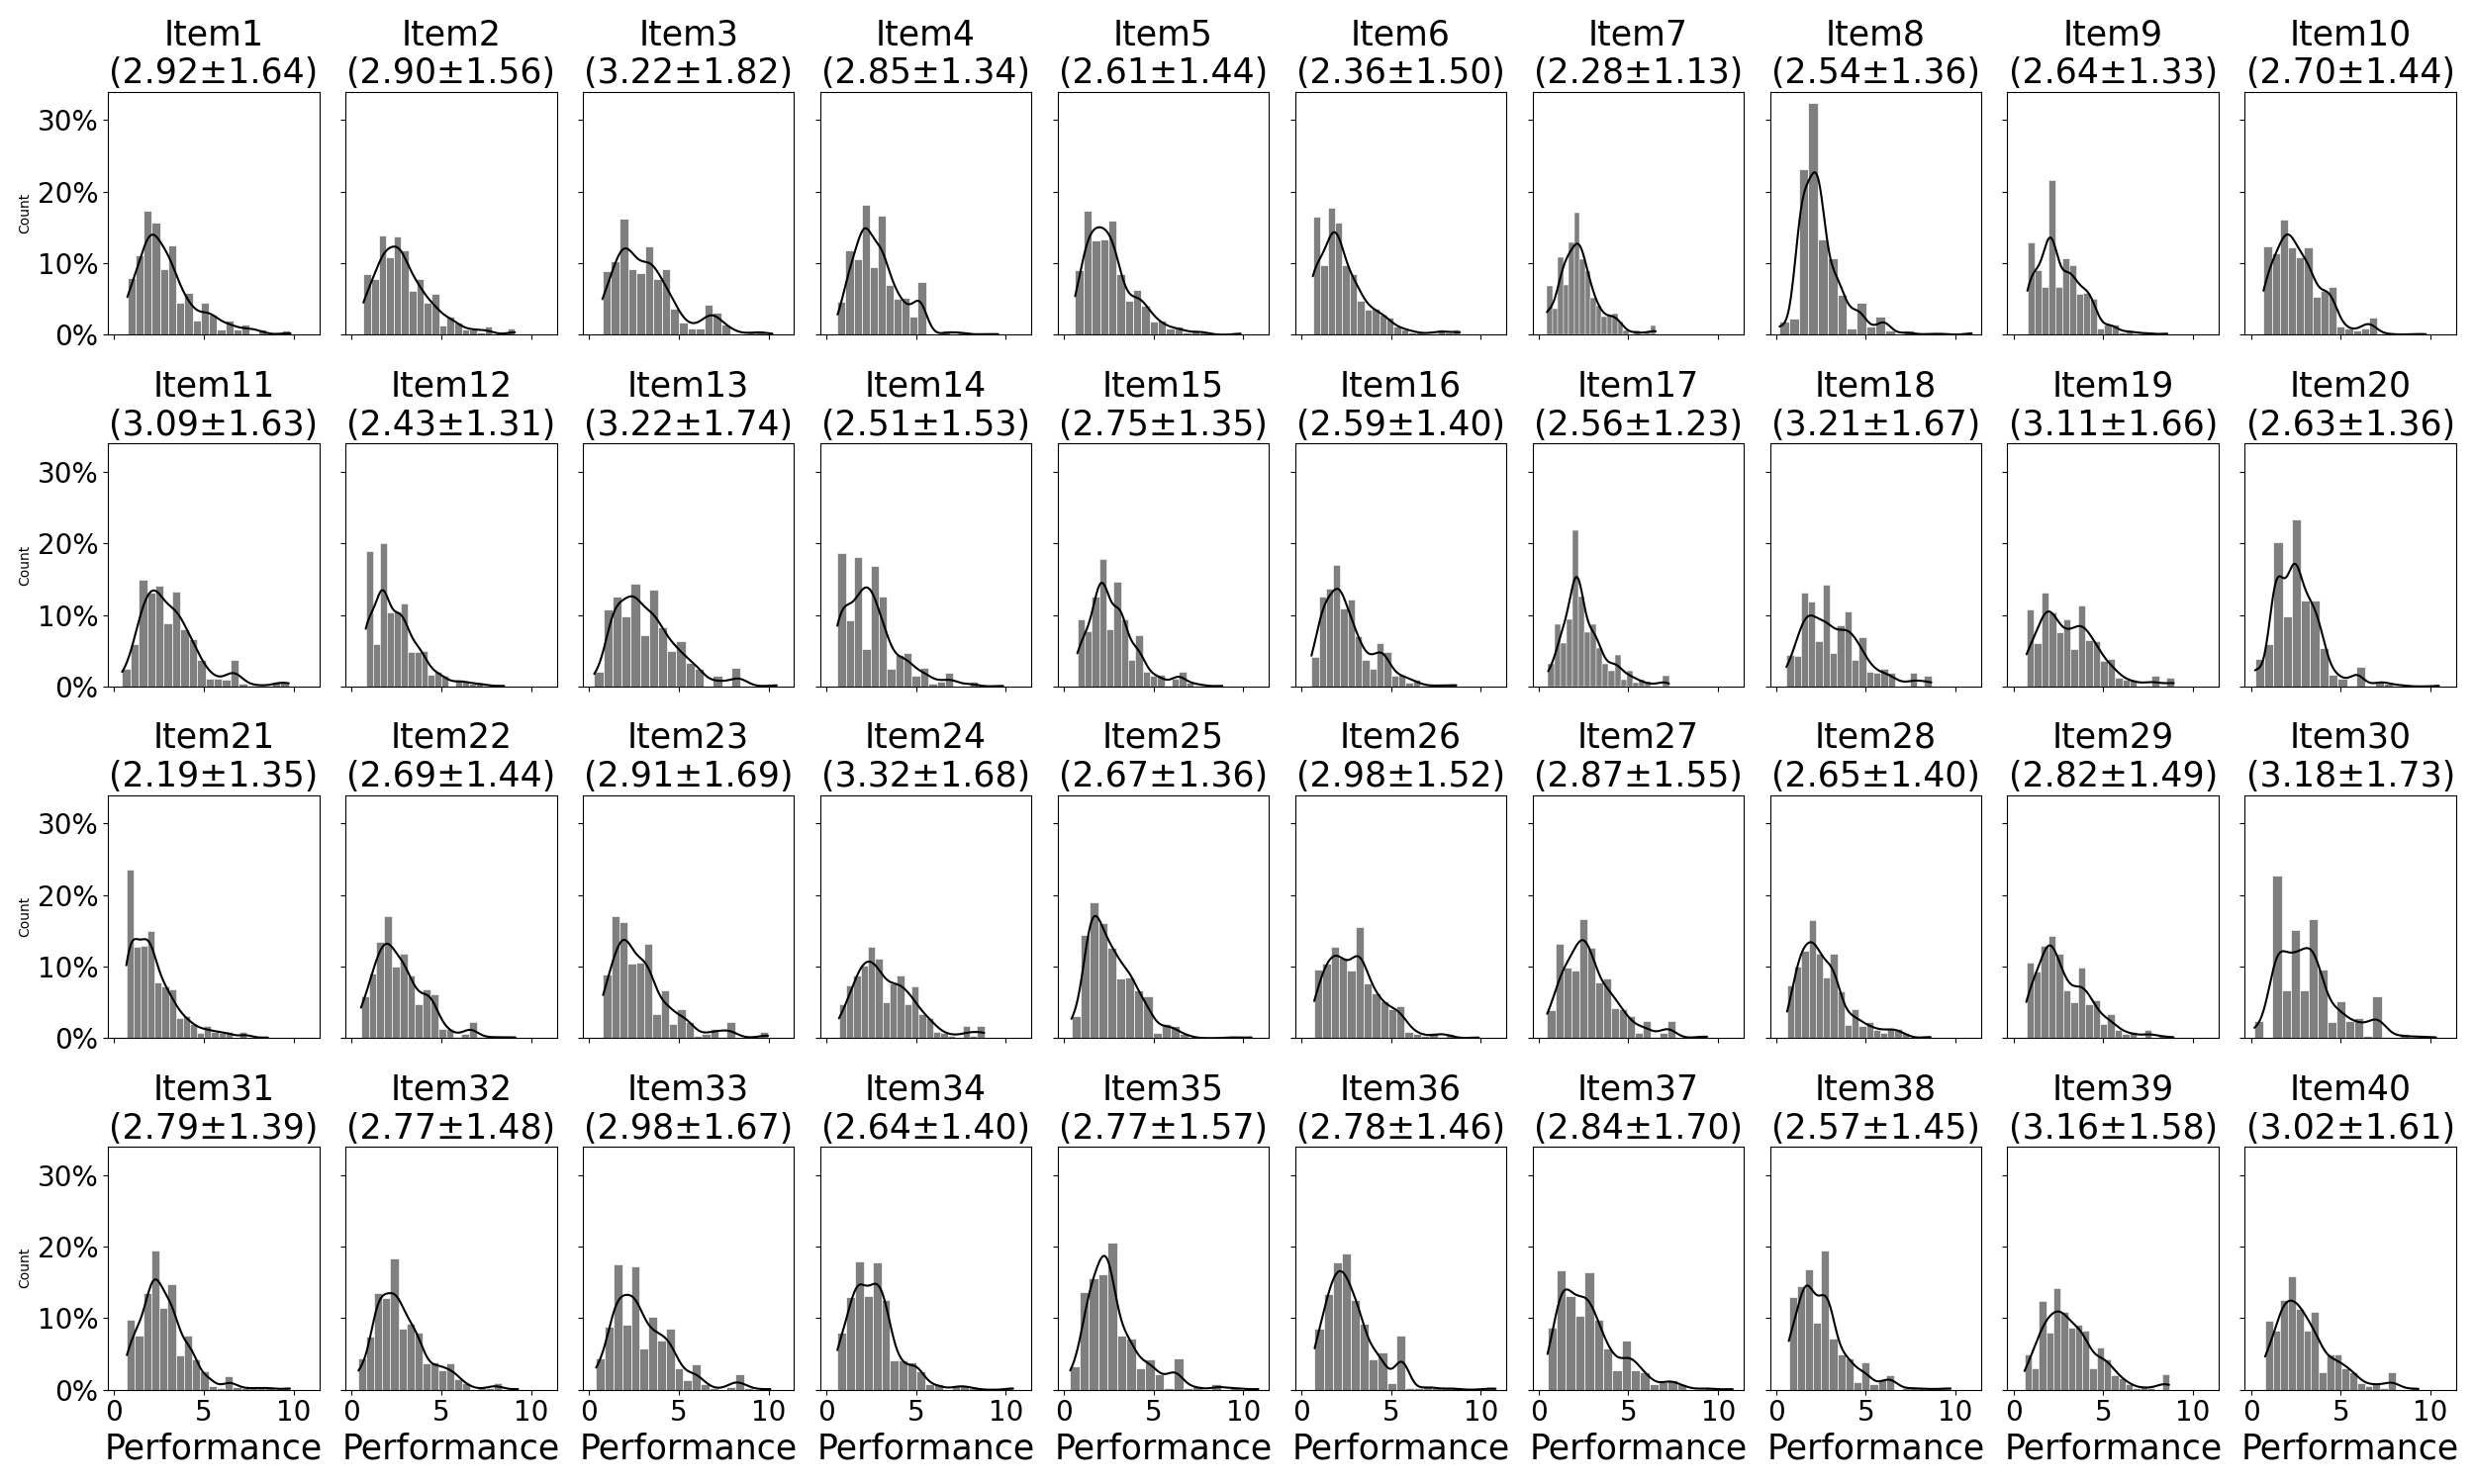 Item1 Item2 Item3 Item4 Item5 Item6 Item7 Item8 Item9 Item10
(2.92±1.64) (2.90±1.56) (3.22±1.82) (2.85±1.34) (2.61±1.44) (2.36±1.50) (2.28±1.13) (2.54±1.36) (2.64±1.33) (2.70±1.44)
30%
20%
Count
10%
0%
Item11 Item12 Item13 Item14 Item15 Item16 Item17 Item18 Item19 Item20
(3.09±1.63) (2.43±1.31) (3.22±1.74) (2.51±1.53) (2.75±1.35) (2.59±1.40) (2.56±1.23) (3.21±1.67) (3.11±1.66) (2.63±1.36)
30%
20%
Count
10%
0%
Item21 Item22 Item23 Item24 Item25 Item26 Item27 Item28 Item29 Item30
(2.19±1.35) (2.69±1.44) (2.91±1.69) (3.32±1.68) (2.67±1.36) (2.98±1.52) (2.87±1.55) (2.65±1.40) (2.82±1.49) (3.18±1.73)
30%
20%
Count
10%
0%
Item31 Item32 Item33 Item34 Item35 Item36 Item37 Item38 Item39 Item40
(2.79±1.39) (2.77±1.48) (2.98±1.67) (2.64±1.40) (2.77±1.57) (2.78±1.46) (2.84±1.70) (2.57±1.45) (3.16±1.58) (3.02±1.61)
30%
20%
Count
10%
0%
0 5 10 0 5 10 0 5 10 0 5 10 0 5 10 0 5 10 0 5 10 0 5 10 0 5 10 0 5 10
Performance Performance Performance Performance Performance Performance Performance Performance Performance Performance